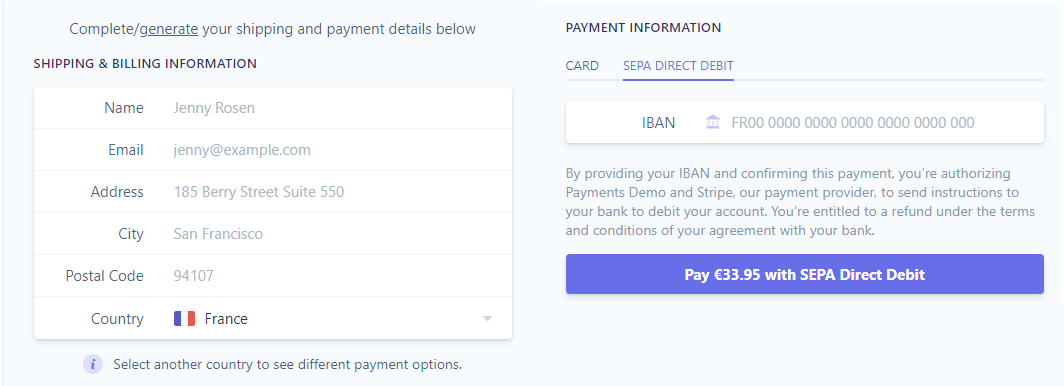 Complete/generate your shipping and payment details below
SHIPPING & BILLING INFORMATION
Name Jenny Rosen
Email jenny@example.com
Address 185 Berry Street Suite 550
City San Francisco
Postal Code 94107
Country France
i Select another country to see different payment options.
PAYMENT INFORMATION
CARD SEPA DIRECT DEBIT
IBAN FR00 0000 0000 0000 0000 0000 000
By providing your IBAN and confirming this payment, you’re authorizing
Payments Demo and Stripe, our payment provider, to send instructions to
your bank to debit your account. You’re entitled to a refund under the terms
and conditions of your agreement with your bank.
Pay €33.95 with SEPA Direct Debit